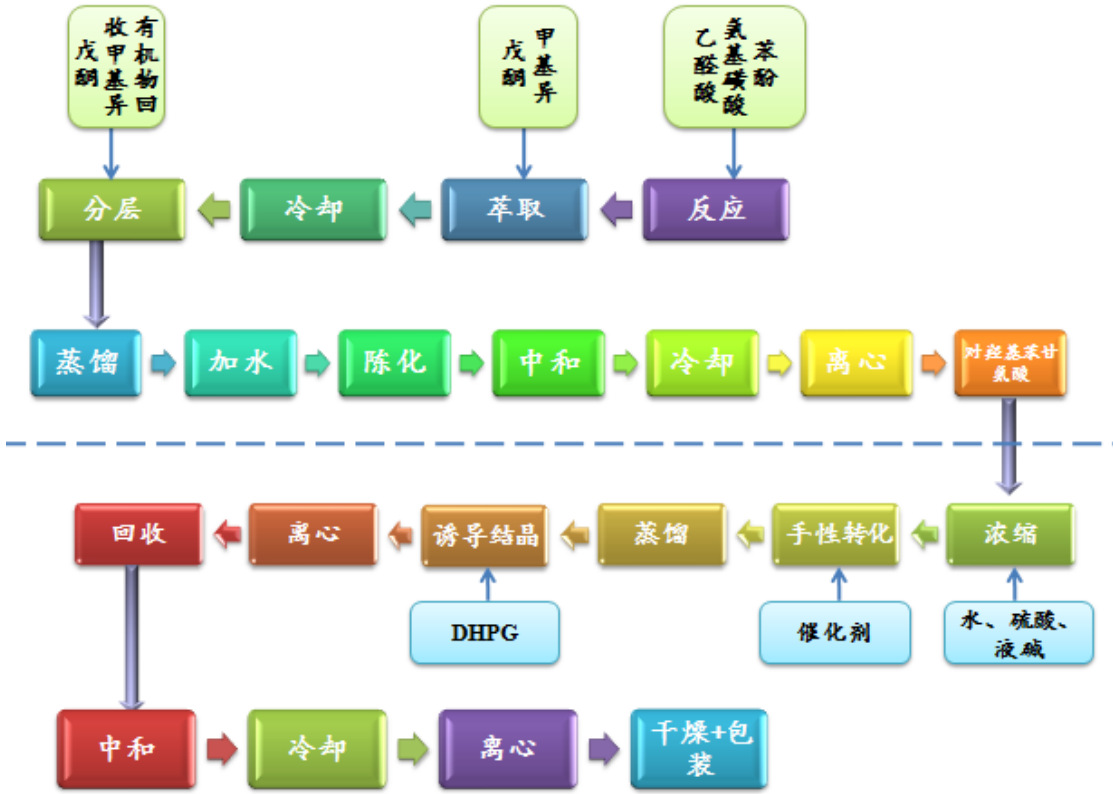 有机物回
收甲基异
戊酮
甲基异
戊酮
苯酚
氨基磺酸
乙醛酸
分层
冷却
萃取
反应
蒸馏
加水
陈化
中和
冷却
离心
对羟基苯甘
氨酸
回收
离心
诱导结晶
蒸馏
手性转化
浓缩
DHPG
催化剂
水、硫酸、
液碱
中和
冷却
离心
干燥+包
装